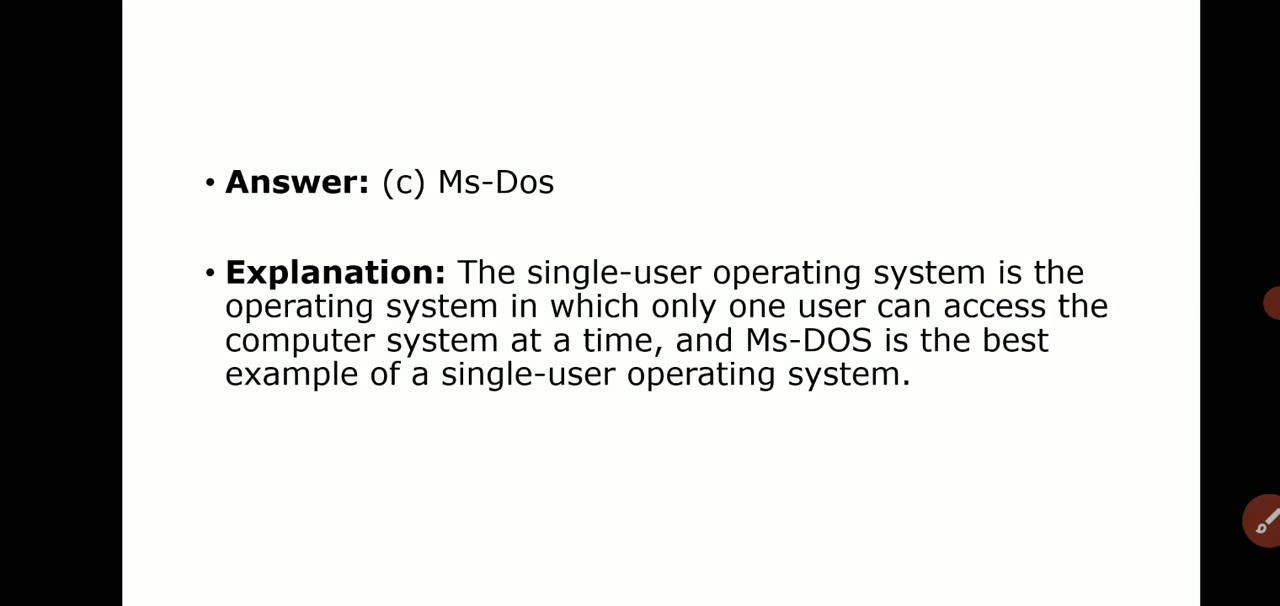 • Answer: (c) Ms-Dos
• Explanation: The single-user operating system is the
operating system in which only one user can access the
computer system at a time, and Ms-DOS is the best
example of a single-user operating system.